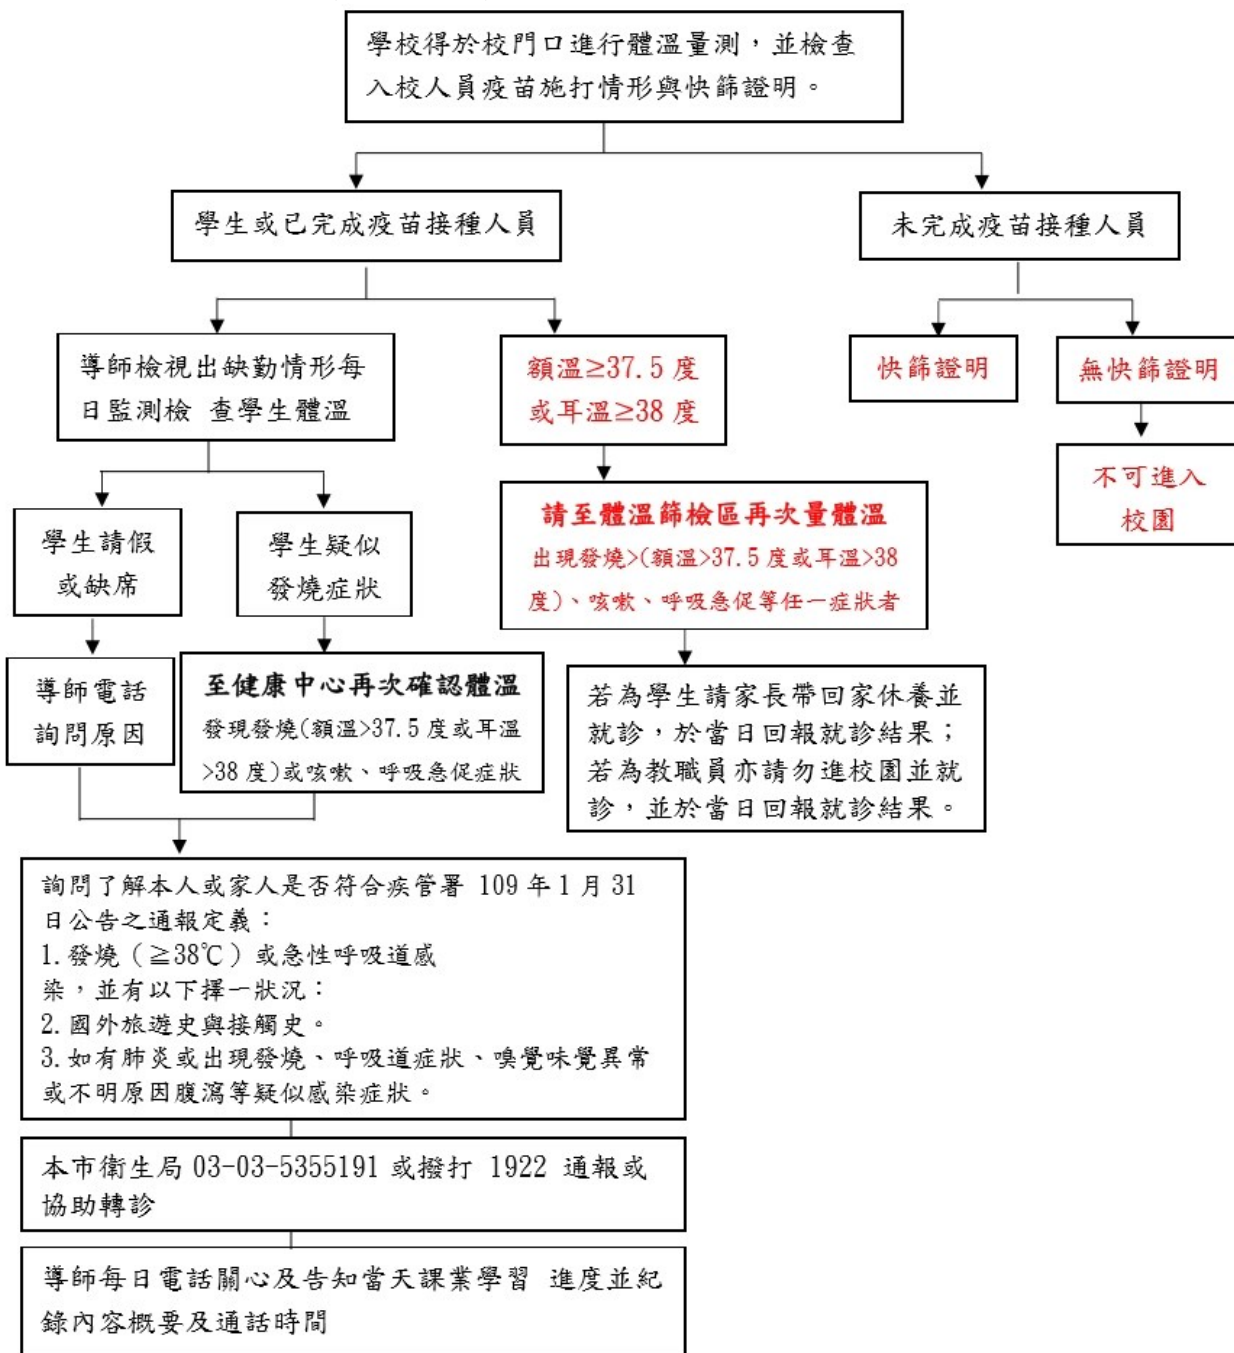 學校得於校門口進行體溫量測，並檢查
入校人員疫苗施打情形與快篩證明。
學生或已完成疫苗接種人員
未完成疫苗接種人員
導師檢視出缺勤情形每
日監測檢 查學生體溫
額溫≥37.5 度
或耳溫≥38 度
快篩證明
無快篩證明
不可進入
校園
學生請假
或缺席
學生疑似
發燒症狀
請至體溫篩檢區再次量體溫
出現發燒>(額溫>37.5 度或耳溫>38
度)、咳嗽、呼吸急促等任一症狀者
導師電話
詢問原因
至健康中心再次確認體溫
發現發燒(額溫>37.5 度或耳溫
>38 度)或咳嗽、呼吸急促症狀
若為學生請家長帶回家休養並
就診，於當日回報就診結果；
若為教職員亦請勿進校園並就
診，並於當日回報就診結果。
詢問了解本人或家人是否符合疾管署 109 年 1 月 31
日公告之通報定義：
1.發燒（≧38℃）或急性呼吸道感
染，並有以下擇一狀況：
2.國外旅遊史與接觸史。
3.如有肺炎或出現發燒、呼吸道症狀、嗅覺味覺異常
或不明原因腹瀉等疑似感染症狀。
本市衛生局 03-03-5355191 或撥打 1922 通報或
協助轉診
導師每日電話關心及告知當天課業學習 進度並紀
錄內容概要及通話時間